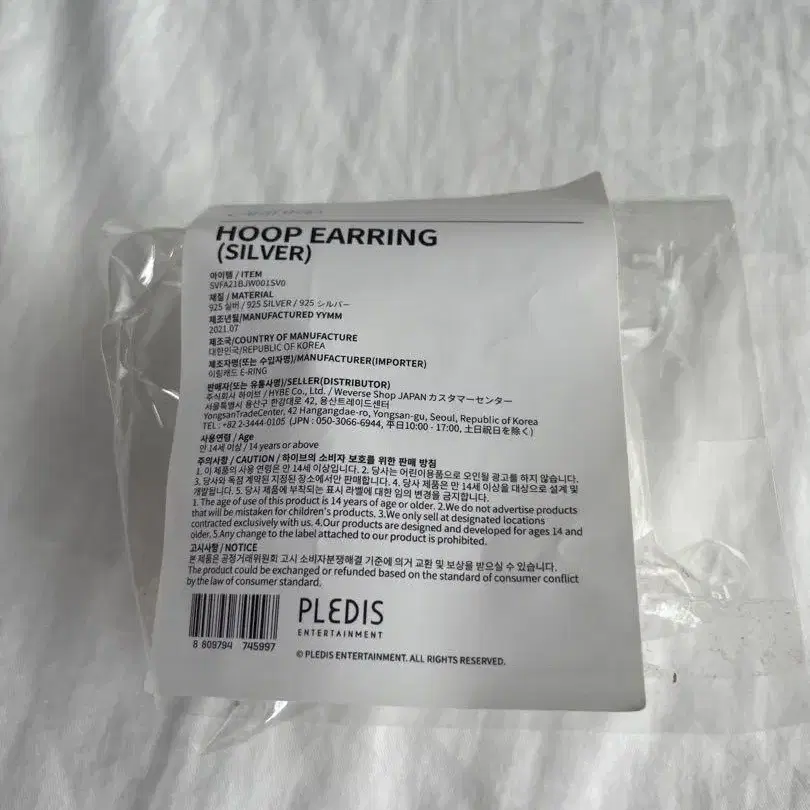 HOOP EARRING
(SILVER)
아이템 / ITEM
SVFA21BJW001SV0
재질 / MATERIAL
925 실버 / 925 SILVER / 925 シルバー
제조년월/MANUFACTURED YYMM
2021.07
제조국/COUNTRY OF MANUFACTURE
대한민국/REPUBLIC OF KOREA
제조자명(또는 수입자명)/MANUFACTURER(IMPORTER)
이링캐드 E-RING
판매자(또는 유통사명)/SELLER(DISTRIBUTOR)
주식회사 하이브 / HYBE Co., Ltd. / Weverse Shop JAPAN カスタマーセンター
서울특별시 용산구 한강대로 42, 용산트레이드센터
YongsanTradeCenter, 42 Hangangdae-ro, Yongsan-gu, Seoul, Republic of Korea
TEL : +82 2-3444-0105 (JPN : 050-3066-6944, 平日10:00 - 17:00, 土日祝日を除く)
사용연령 / Age
만 14세 이상 / 14 years or above
주의사항 / CAUTION / 하이브의 소비자 보호를 위한 판매 방침
1. 이 제품의 사용 연령은 만 14세 이상입니다. 2. 당사는 어린이용품으로 오인될 광고를 하지 않습니다.
3. 당사와 독점 계약된 지정된 장소에서만 판매합니다. 4. 당사 제품은 만 14세 이상을 대상으로 설계 및
개발됩니다. 5. 당시 제품에 부착되는 표시 라벨에 대한 임의 변경을 금지합니다.
1. The age of use of this product is 14 years of age or older. 2.We do not advertise products
that will be mistaken for children's products. 3.We only sell at designated locations
contracted exclusively with us. 4.Our products are designed and developed for ages 14 and
older. 5.Any change to the label attached to our product is prohibited.
고시사항 / NOTICE
본 제품은 공정거래위원회 고시 소비자분쟁해결 기준에 의거 교환 및 보상을 받으실 수 있습니다.
The product could be exchanged or refunded based on the standard of consumer conflict
by the law of consumer standard.
8 809794 745997
PLEDIS
ENTERTAINMENT
© PLEDIS ENTERTAINMENT. ALL RIGHTS RESERVED.